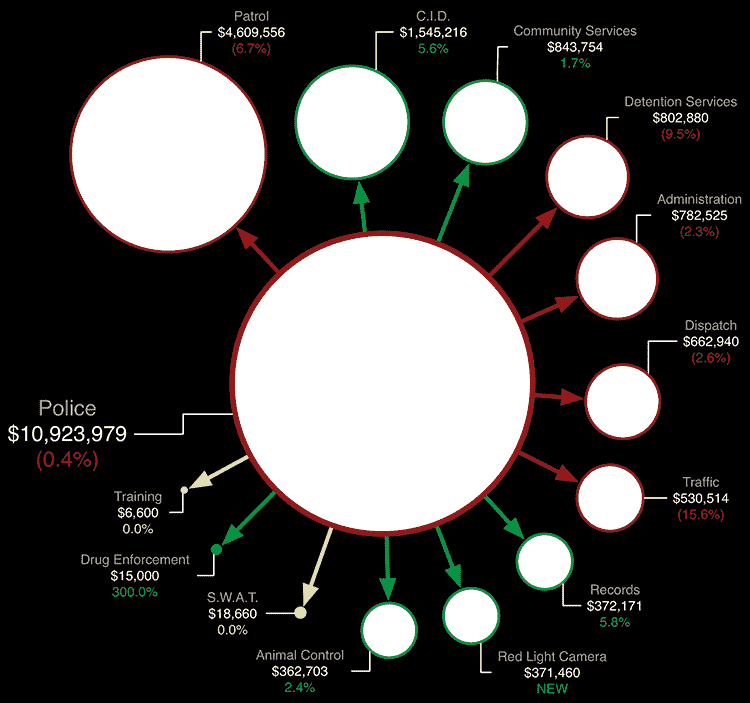 Patrol
$4,609,556
(6.7%)
C.I.D.
$1,545,216
5.6%
Community Services
$843,754
1.7%
Detention Services
$802,880
(9.5%)
Administration
$782,525
(2.3%)
Dispatch
$662,940
(2.6%)
Traffic
$530,514
(15.6%)
Records
$372,171
5.8%
Red Light Camera
$371,460
NEW
Animal Control
$362,703
2.4%
S.W.A.T.
$18,660
0.0%
Drug Enforcement
$15,000
300.0%
Training
$6,600
0.0%
Police
$10,923,979
(0.4%)